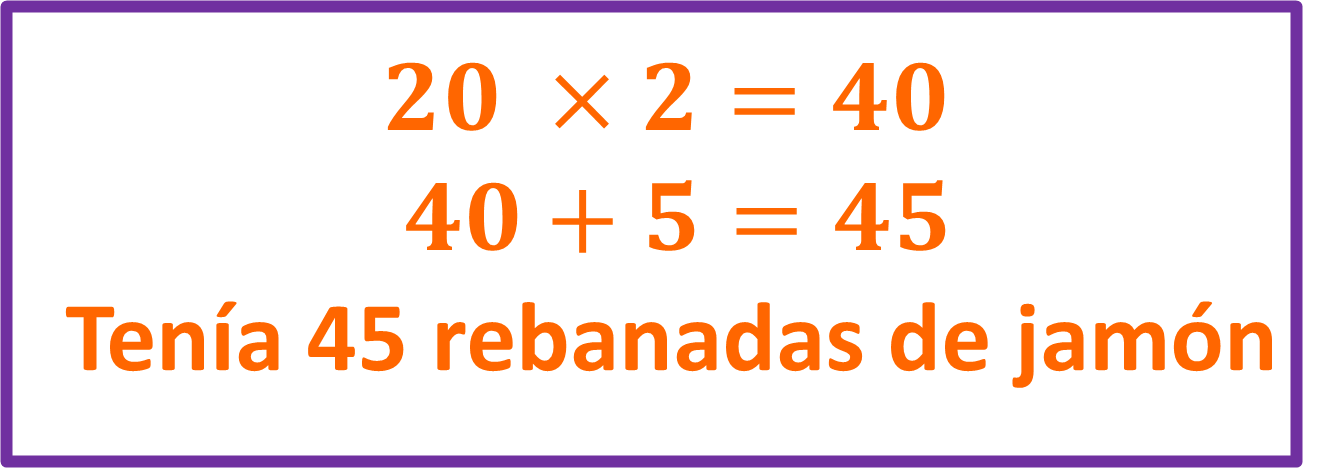 20 × 2 = 40
40 + 5 = 45
Tenía 45 rebanadas de jamón